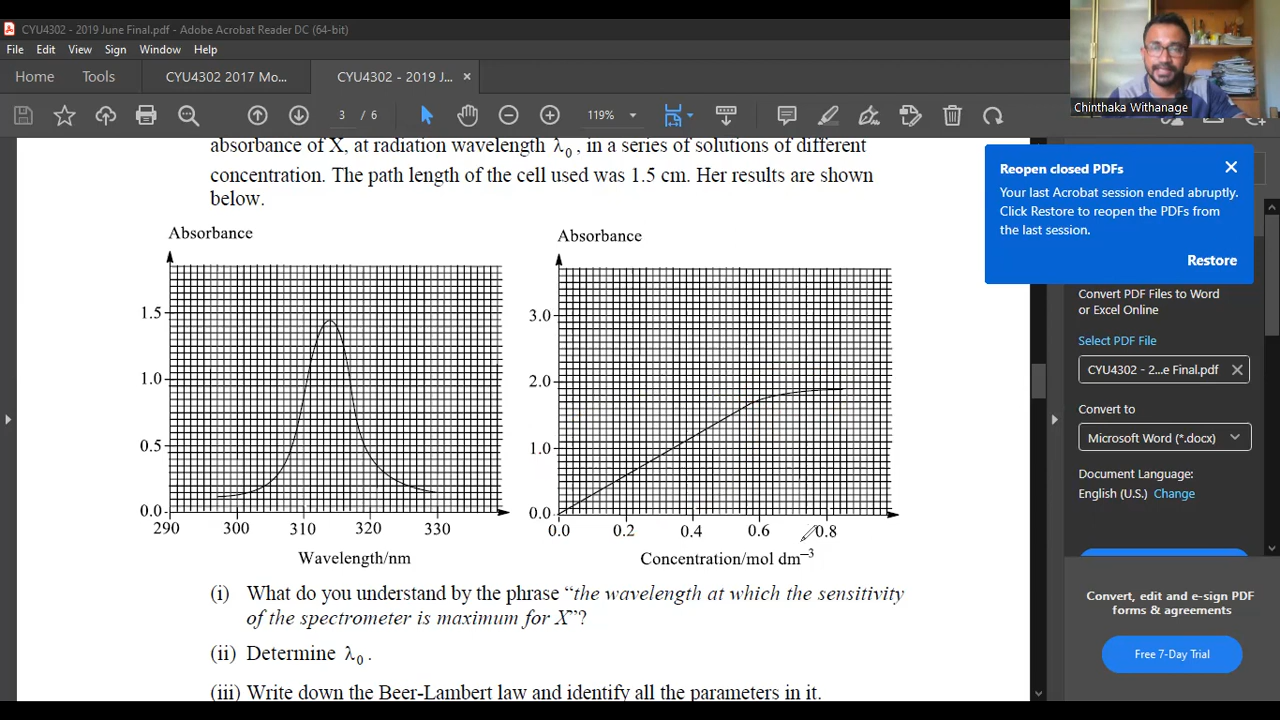 CYU4302 - 2019 June Final.pdf - Adobe Acrobat Reader DC (64-bit)
File Edit View Sign Window Help
Home Tools CYU4302 2017 Mo... CYU4302 - 2019 J... ×
3 / 6 119%
Chinthaka Withanage
absorbance of X, at radiation wavelength λ0, in a series of solutions of different
concentration. The path length of the cell used was 1.5 cm. Her results are shown
below.
Absorbance
1.5
1.0
0.5
0.0
290 300 310 320 330
Wavelength/nm
Absorbance
3.0
2.0
1.0
0.0
0.0 0.2 0.4 0.6 0.8
Concentration/mol dm–3
(i) What do you understand by the phrase “the wavelength at which the sensitivity
of the spectrometer is maximum for X”?
(ii) Determine λ0.
(iii) Write down the Beer-Lambert law and identify all the parameters in it.
Reopen closed PDFs
Your last Acrobat session ended abruptly.
Click Restore to reopen the PDFs from
the last session.
Restore
Convert PDF Files to Word
or Excel Online
Select PDF File
CYU4302 - 2...e Final.pdf
Convert to
Microsoft Word (*.docx)
Document Language:
English (U.S.) Change
Convert, edit and e-sign PDF
forms & agreements
Free 7-Day Trial